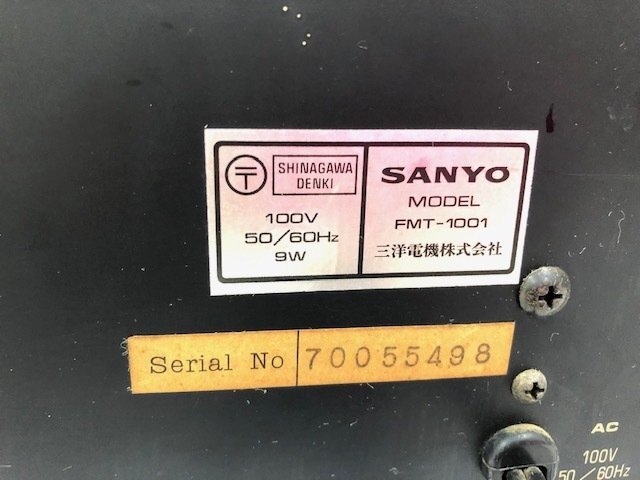 〒
SHINAGAWA
DENKI
100V
50/60Hz
9W
SANYO
MODEL
FMT-1001
三洋電機株式会社
Serial No 70055498
AC
100V
50/60Hz